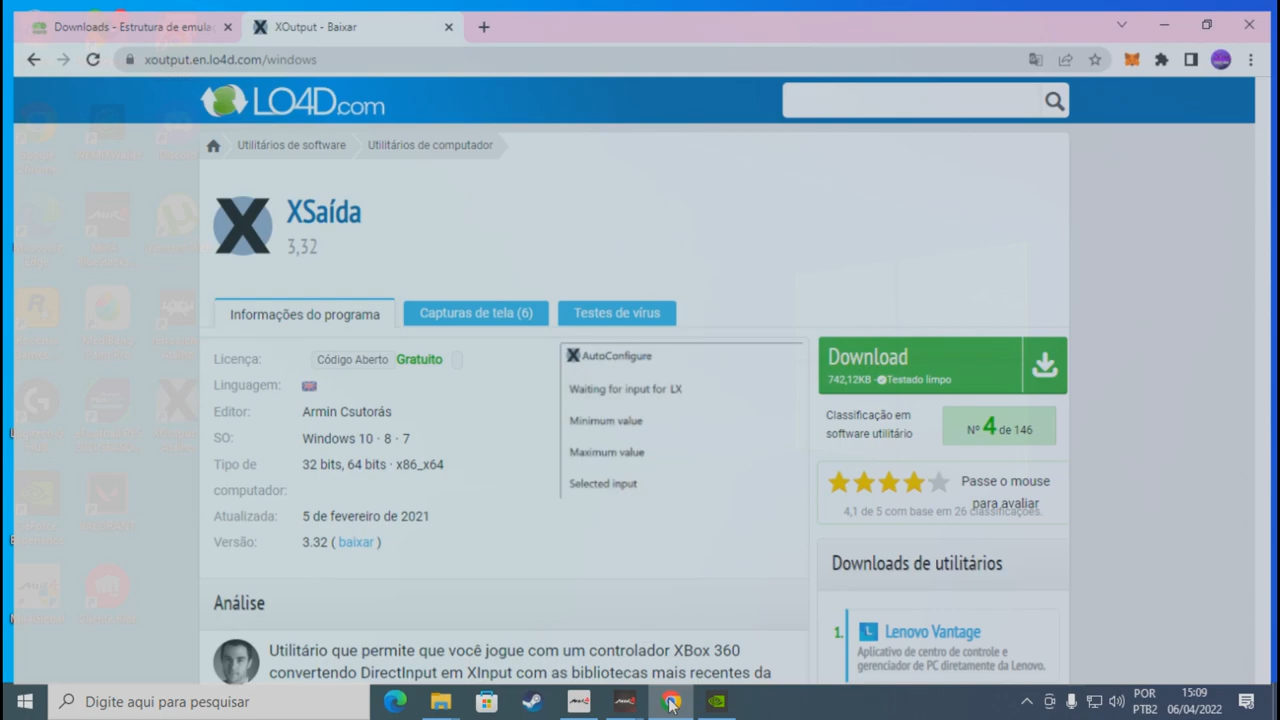 Downloads - Estrutura de emula
XOutput - Baixar
xoutput.en.lo4d.com/windows
LO4D.com
Utilitários de software
Utilitários de computador
XSaída
3,32
Informações do programa
Capturas de tela (6)
Testes de vírus
Licença: Código Aberto Gratuito
Linguagem:
Editor: Armin Csutorás
SO: Windows 10 · 8 · 7
Tipo de computador: 32 bits, 64 bits · x86_x64
Atualizada: 5 de fevereiro de 2021
Versão: 3.32 ( baixar )
AutoConfigure
Waiting for input for LX
Minimum value
Maximum value
Selected input
Download
742,12KB - Testado limpo
Classificação em
software utilitário
Nº 4 de 146
Passe o mouse
para avaliar
4,1 de 5 com base em 26 classificações.
Downloads de utilitários
1. Lenovo Vantage
Aplicativo de centro de controle e
gerenciador de PC diretamente da Lenovo.
Análise
Utilitário que permite que você jogue com um controlador XBox 360
convertendo DirectInput em XInput com as bibliotecas mais recentes da
Digite aqui para pesquisar
POR
PTB2
15:09
06/04/2022